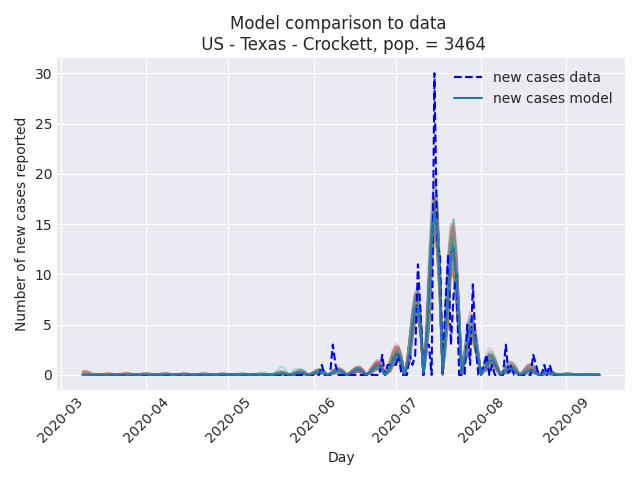 Model comparison to data
US - Texas - Crockett, pop. = 3464
new cases data
new cases model
Number of new cases reported
30
25
20
15
10
5
0
2020-03
2020-04
2020-05
2020-06
2020-07
2020-08
2020-09
Day